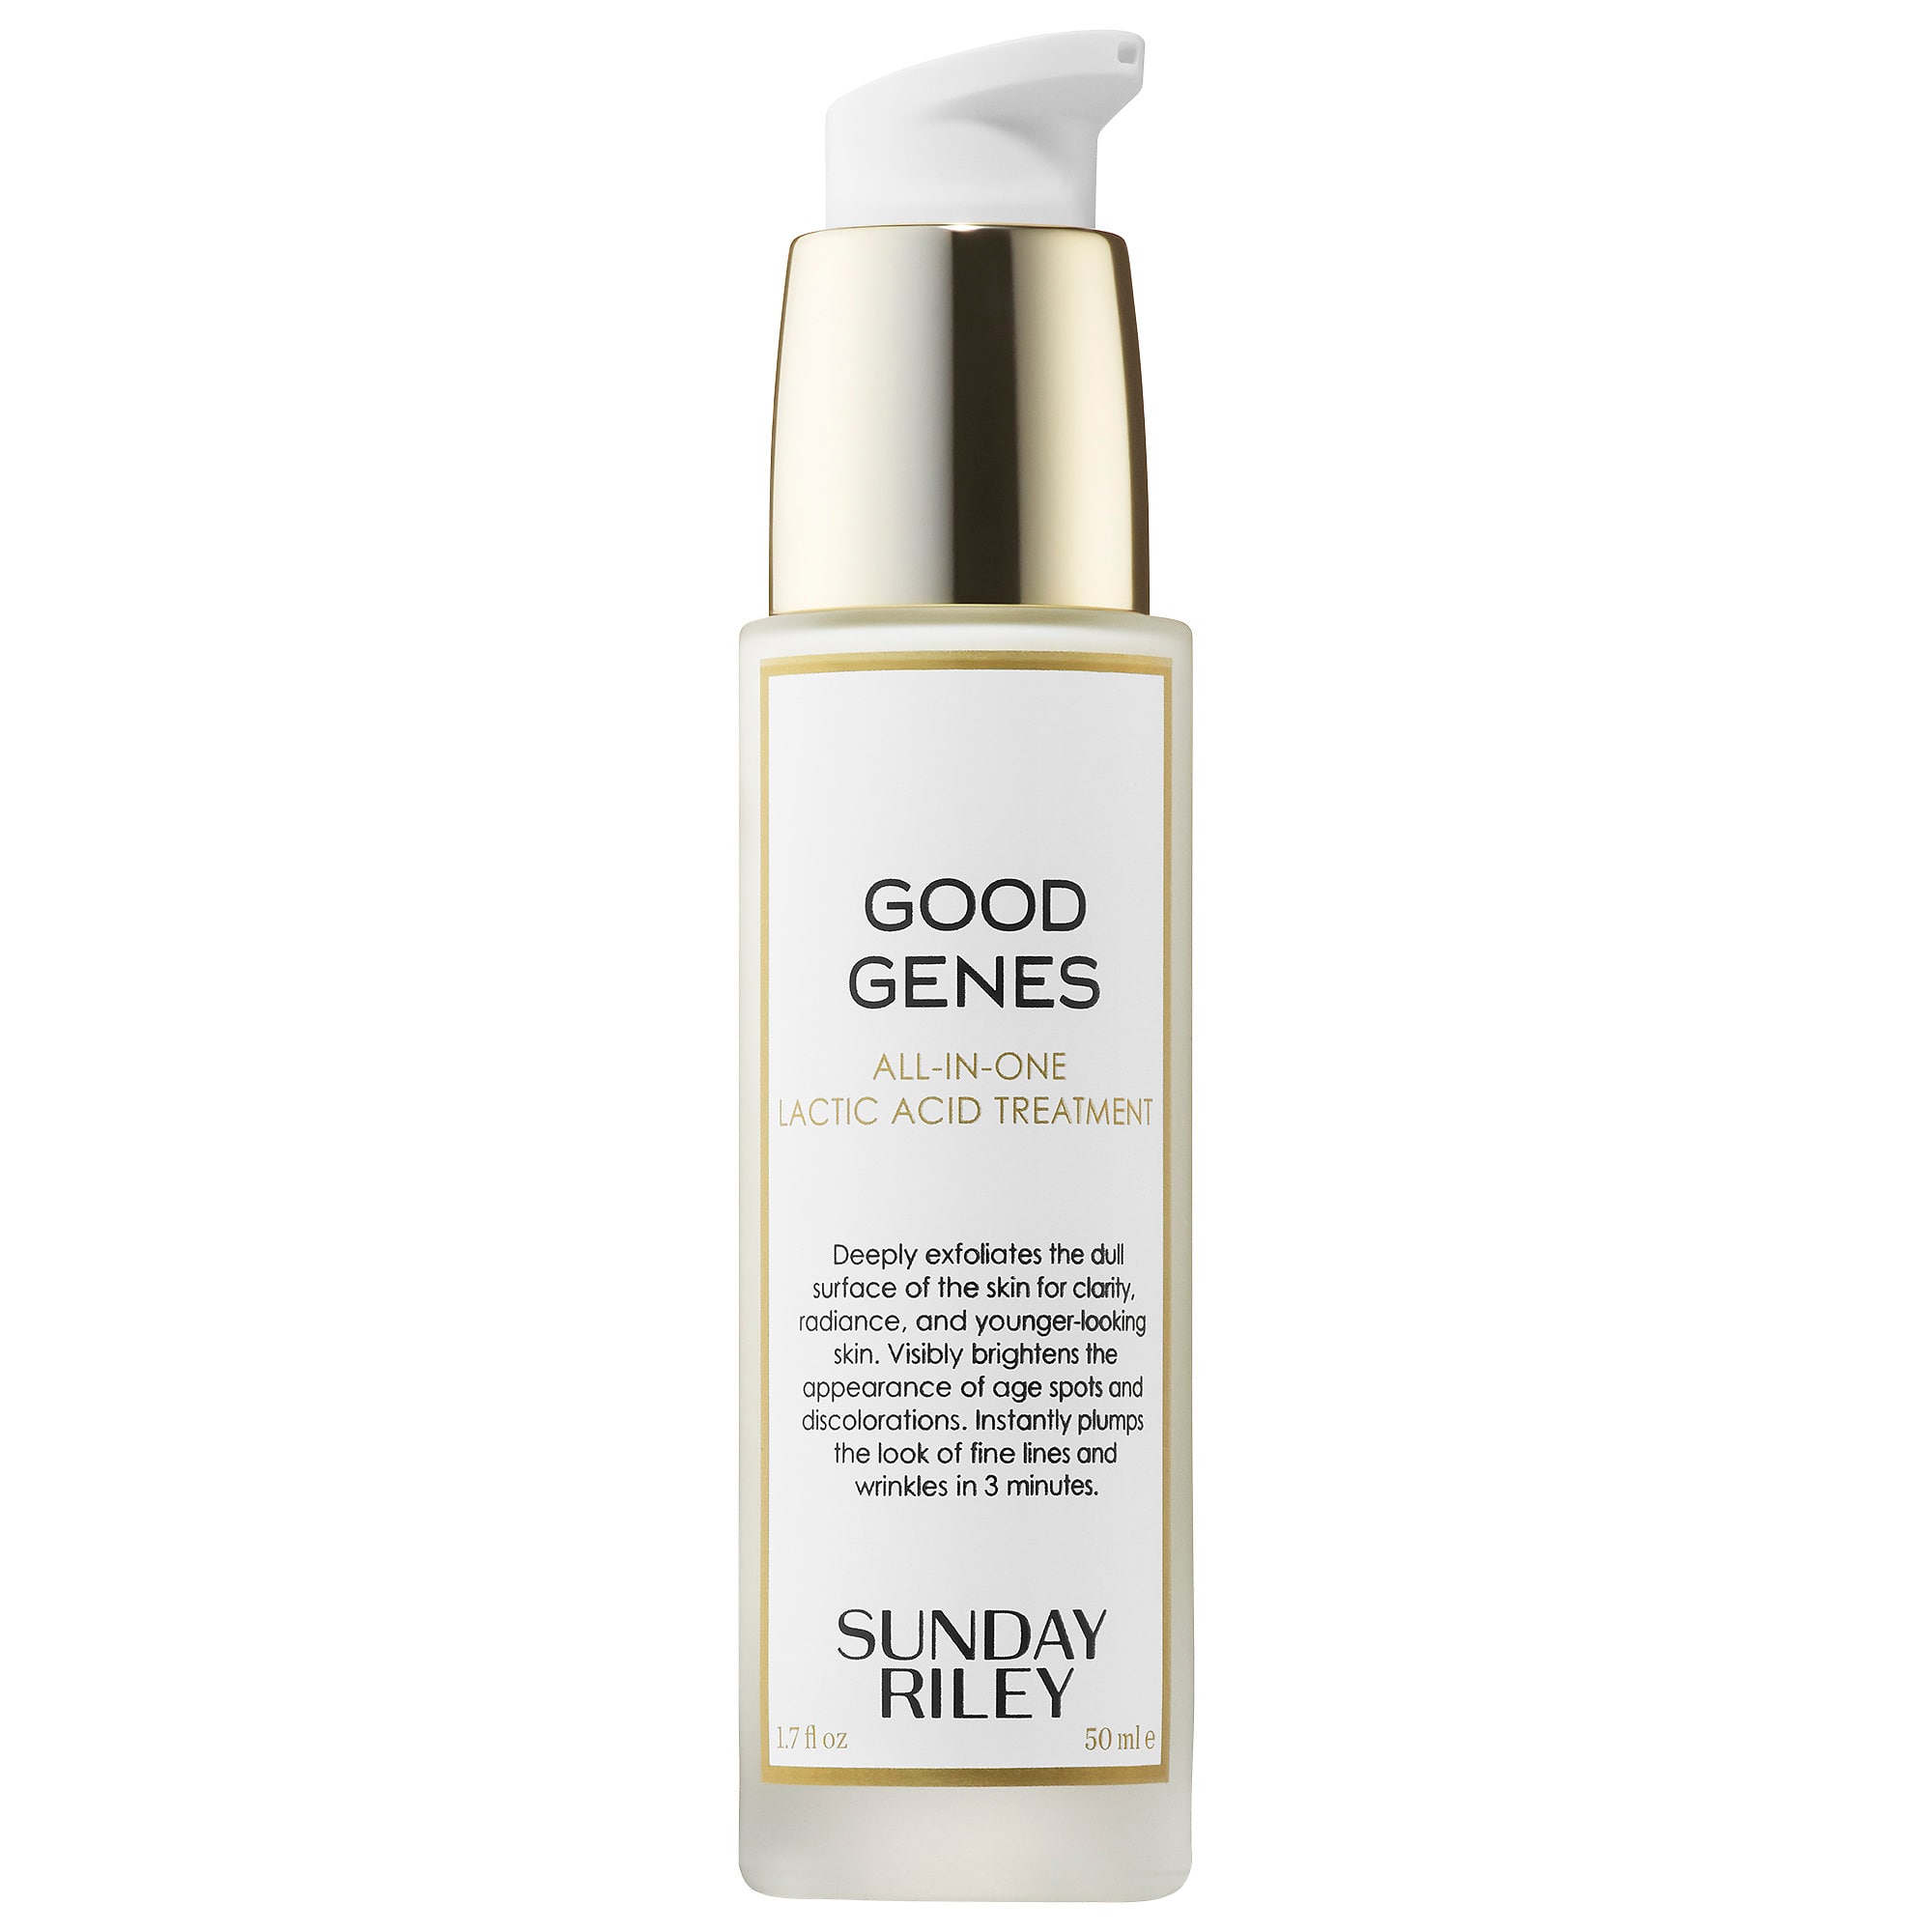 GOOD
GENES
ALL-IN-ONE
LACTIC ACID TREATMENT
Deeply exfoliates the dull
surface of the skin for clarity,
radiance, and younger-looking
skin. Visibly brightens the
appearance of age spots and
discolorations. Instantly plumps
the look of fine lines and
wrinkles in 3 minutes.
SUNDAY
RILEY
1.7 fl oz 50 ml e